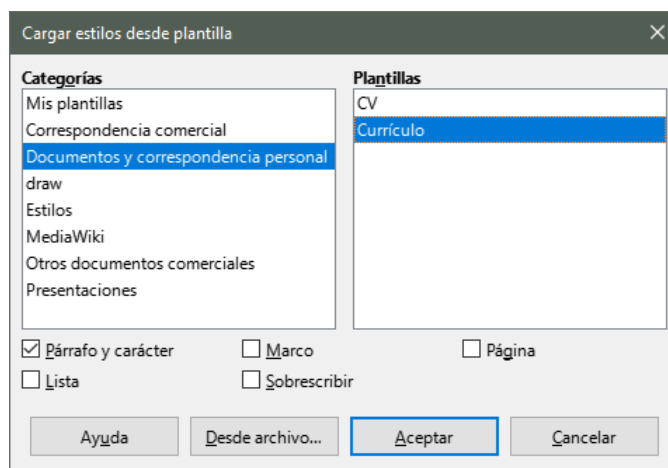 Cargar estilos desde plantilla
Categorías
Plantillas
Mis plantillas
Correspondencia comercial
Documentos y correspondencia personal
draw
Estilos
MediaWiki
Otros documentos comerciales
Presentaciones
CV
Currículo
Párrafo y carácter
Marco
Página
Lista
Sobrescribir
Ayuda
Desde archivo...
Aceptar
Cancelar